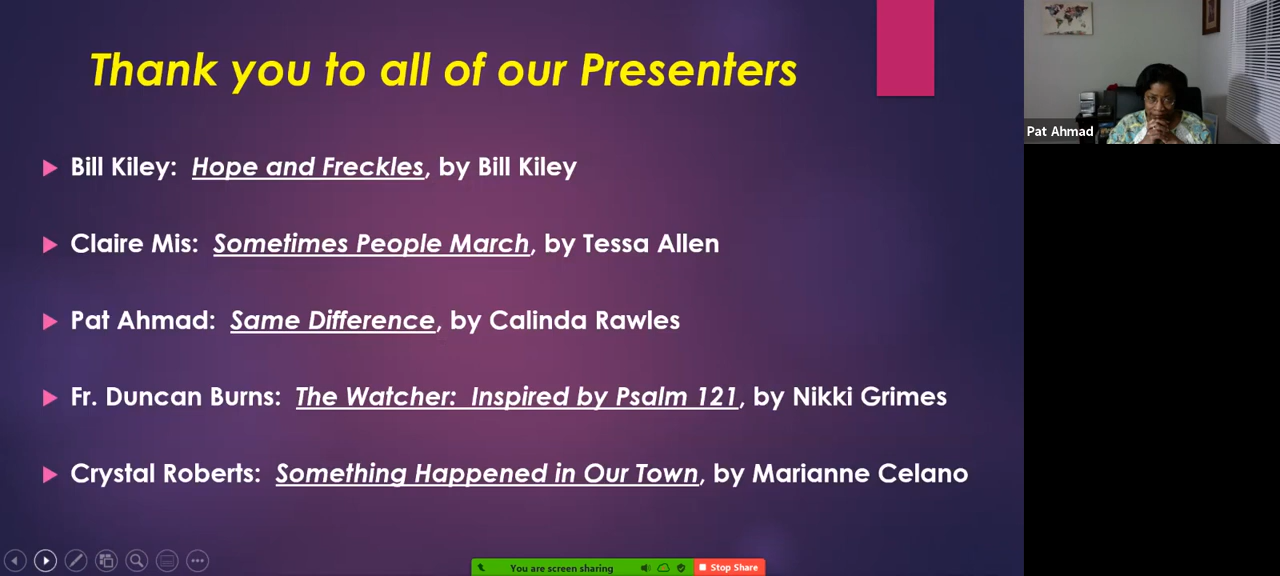 Thank you to all of our Presenters
Bill Kiley: Hope and Freckles, by Bill Kiley
Claire Mis: Sometimes People March, by Tessa Allen
Pat Ahmad: Same Difference, by Calinda Rawles
Fr. Duncan Burns: The Watcher: Inspired by Psalm 121, by Nikki Grimes
Crystal Roberts: Something Happened in Our Town, by Marianne Celano
Pat Ahmad
You are screen sharing
Stop Share